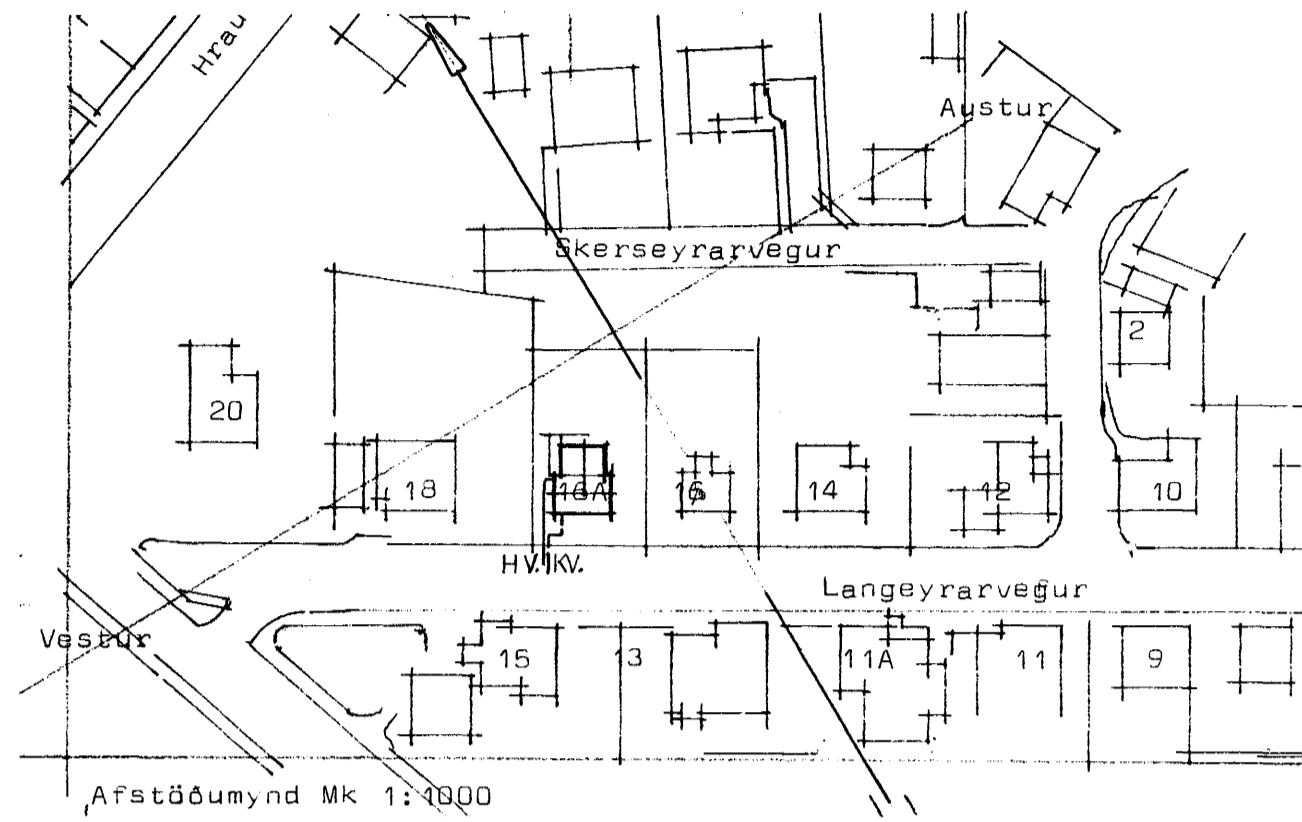 Hrau
Austur
Skerseyrarvegur
2
20
18
16A
16
14
12
10
HV. KV.
Langeyrarvegur
Vestur
15
13
11A
11
9
Afstöðumynd Mk 1:1000